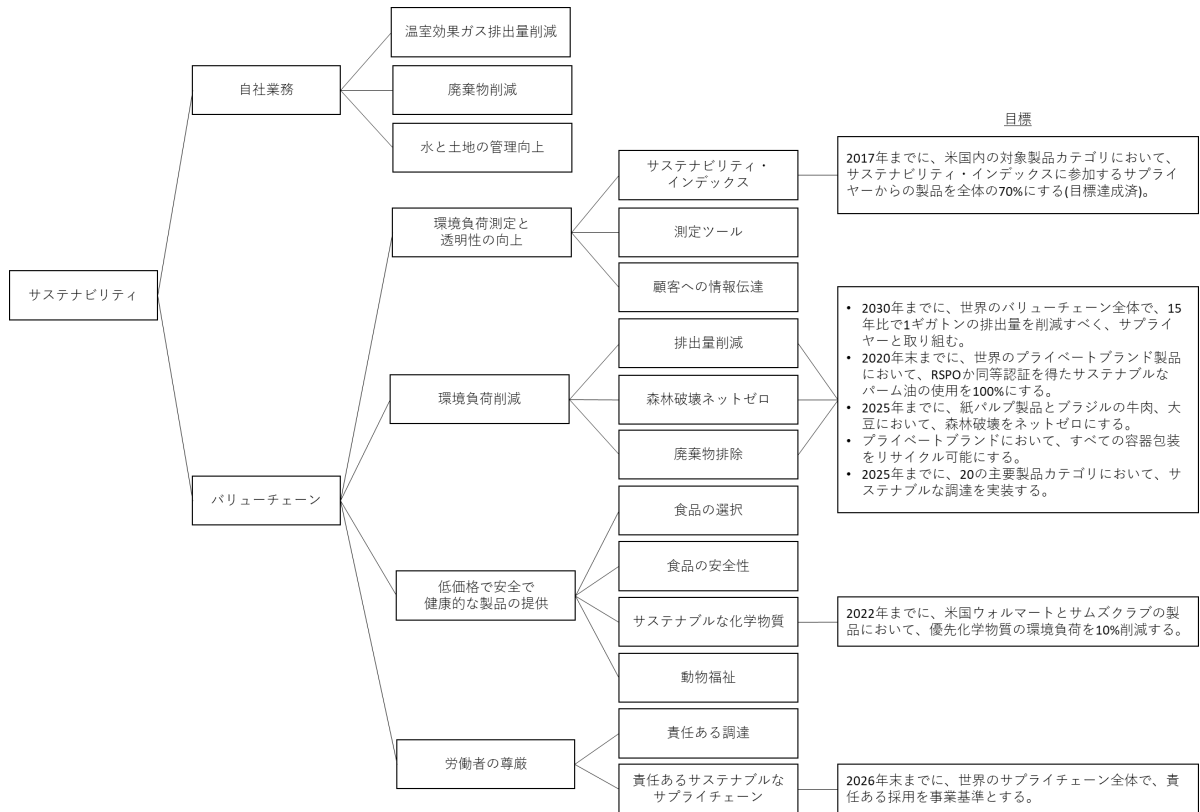 温室効果ガス排出量削減
自社業務
廃棄物削減
水と土地の管理向上
目標
サステナビリティ・
インデックス
2017年までに、米国内の対象製品カテゴリにおいて、
サステナビリティ・インデックスに参加するサプライ
ヤーからの製品を全体の70%にする(目標達成済)。
環境負荷測定と
透明性の向上
測定ツール
顧客への情報伝達
サステナビリティ
排出量削減
環境負荷削減
森林破壊ネットゼロ
廃棄物排除
• 2030年までに、世界のバリューチェーン全体で、15
年比で1ギガトンの排出量を削減すべく、サプライ
ヤーと取り組む。
• 2020年末までに、世界のプライベートブランド製品
において、RSPOか同等認証を得たサステナブルな
パーム油の使用を100%にする。
• 2025年までに、紙パルプ製品とブラジルの牛肉、大
豆において、森林破壊をネットゼロにする。
• プライベートブランドにおいて、すべての容器包装
をリサイクル可能にする。
• 2025年までに、20の主要製品カテゴリにおいて、サ
ステナブルな調達を実装する。
バリューチェーン
食品の選択
食品の安全性
低価格で安全で
健康的な製品の提供
サステナブルな化学物質
2022年までに、米国ウォルマートとサムズクラブの製
品において、優先化学物質の環境負荷を10%削減する。
動物福祉
責任ある調達
労働者の尊厳
責任あるサステナブルな
サプライチェーン
2026年末までに、世界のサプライチェーン全体で、責
任ある採用を事業基準とする。